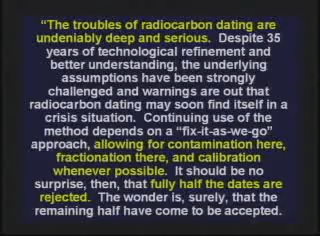 “The troubles of radiocarbon dating are
undeniably deep and serious. Despite 35
years of technological refinement and
better understanding, the underlying
assumptions have been strongly
challenged and warnings are out that
radiocarbon dating may soon find itself in a
crisis situation. Continuing use of the
method depends on a “fix-it-as-we-go”
approach, allowing for contamination here,
fractionation there, and calibration
whenever possible. It should be no
surprise, then, that fully half the dates are
rejected. The wonder is, surely, that the
remaining half have come to be accepted.